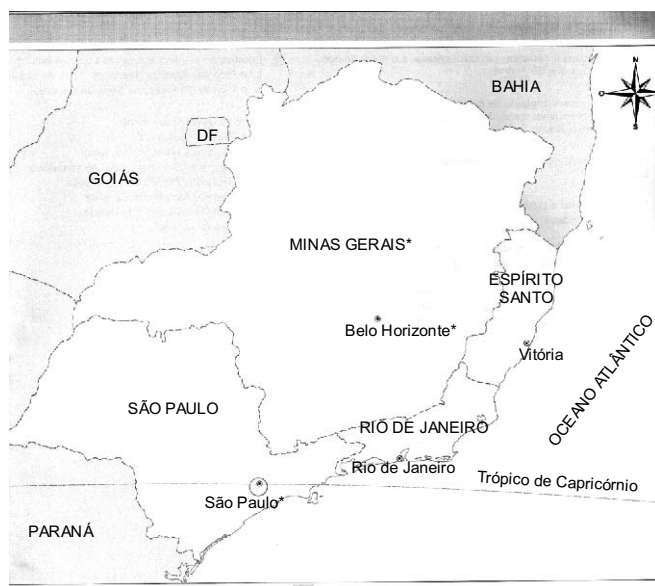 N
O
S
BAHIA
DF
GOIÁS
MINAS GERAIS*
ESPÍRITO
SANTO
Belo Horizonte*
Vitória
OCEANO ATLÂNTICO
SÃO PAULO
RIO DE JANEIRO
Rio de Janeiro
Trópico de Capricórnio
São Paulo*
PARANÁ